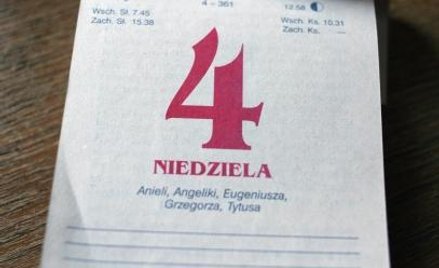 4 – 361
12.58
Wsch. Sł. 7.45
Zach. Sł. 15.38
Wsch. Ks. 10.31
Zach. Ks. —
4
NIEDZIELA
Anieli, Angeliki, Eugeniusza,
Grzegorza, Tytusa